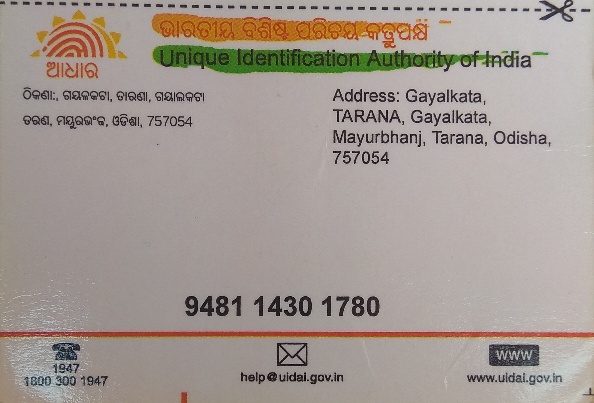 ଭାରତୀୟ ବିଶିଷ୍ଟ ପରିଚୟ କର୍ତ୍ତୃପକ୍ଷ
Unique Identification Authority of India
ଆଧାର
ଠିକଣା:, ଗୟଳକଟା, ତାରଣା, ଗୟାଲକଟା
ତରଣ, ମୟୁରଭଂଜ, ଓଡିଶା, 757054
Address: Gayalkata,
TARANA, Gayalkata,
Mayurbhanj, Tarana, Odisha,
757054
9481 1430 1780
1947
1800 300 1947
help@uidai.gov.in
www
www.uidai.gov.in